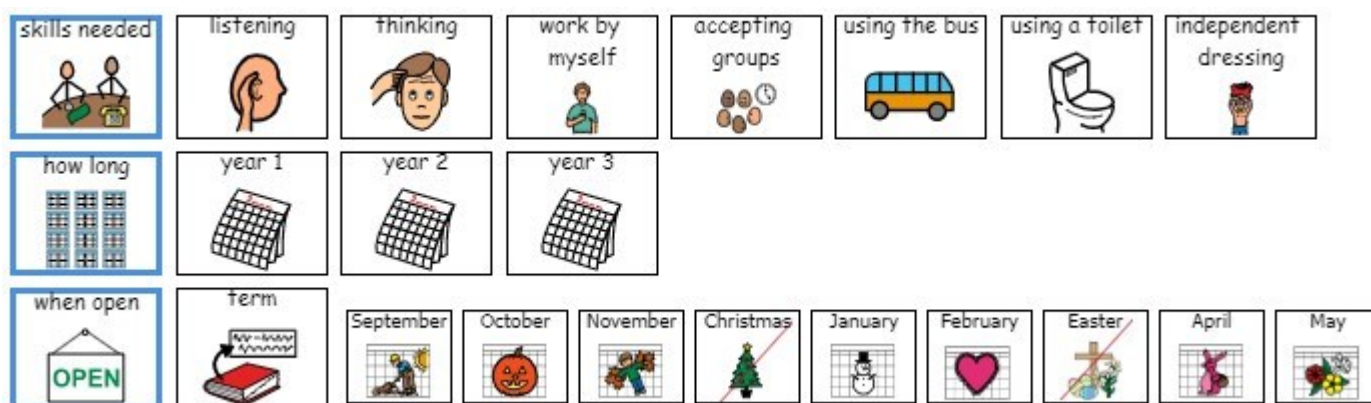 skills needed
listening
thinking
work by
myself
accepting
groups
using the bus
using a toilet
independent
dressing
how long
year 1
year 2
year 3
when open
OPEN
term
September
October
November
Christmas
January
February
Easter
April
May